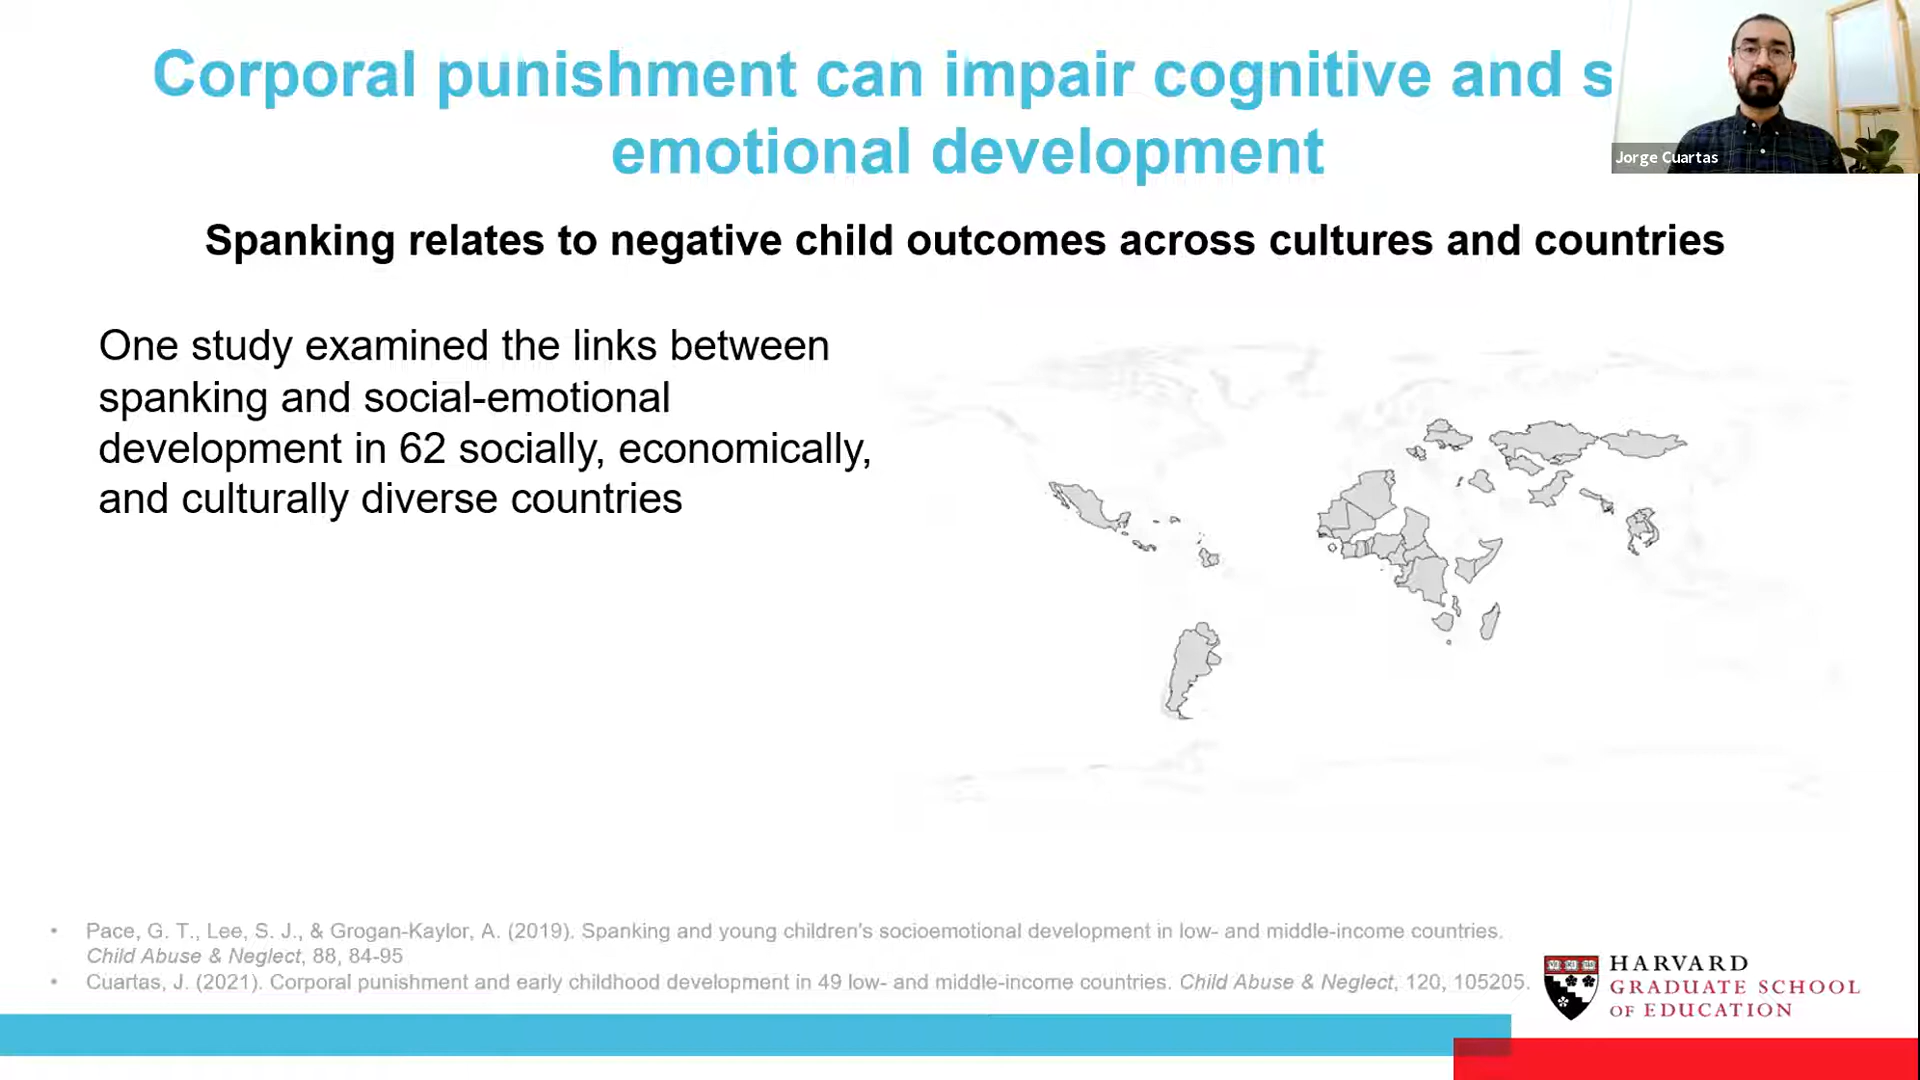 Corporal punishment can impair cognitive and s
emotional development
Jorge Cuartas
Spanking relates to negative child outcomes across cultures and countries
One study examined the links between
spanking and social-emotional
development in 62 socially, economically,
and culturally diverse countries
• Pace, G. T., Lee, S. J., & Grogan-Kaylor, A. (2019). Spanking and young children's socioemotional development in low- and middle-income countries.
Child Abuse & Neglect, 88, 84-95
• Cuartas, J. (2021). Corporal punishment and early childhood development in 49 low- and middle-income countries. Child Abuse & Neglect, 120, 105205.
HARVARD
GRADUATE SCHOOL
OF EDUCATION